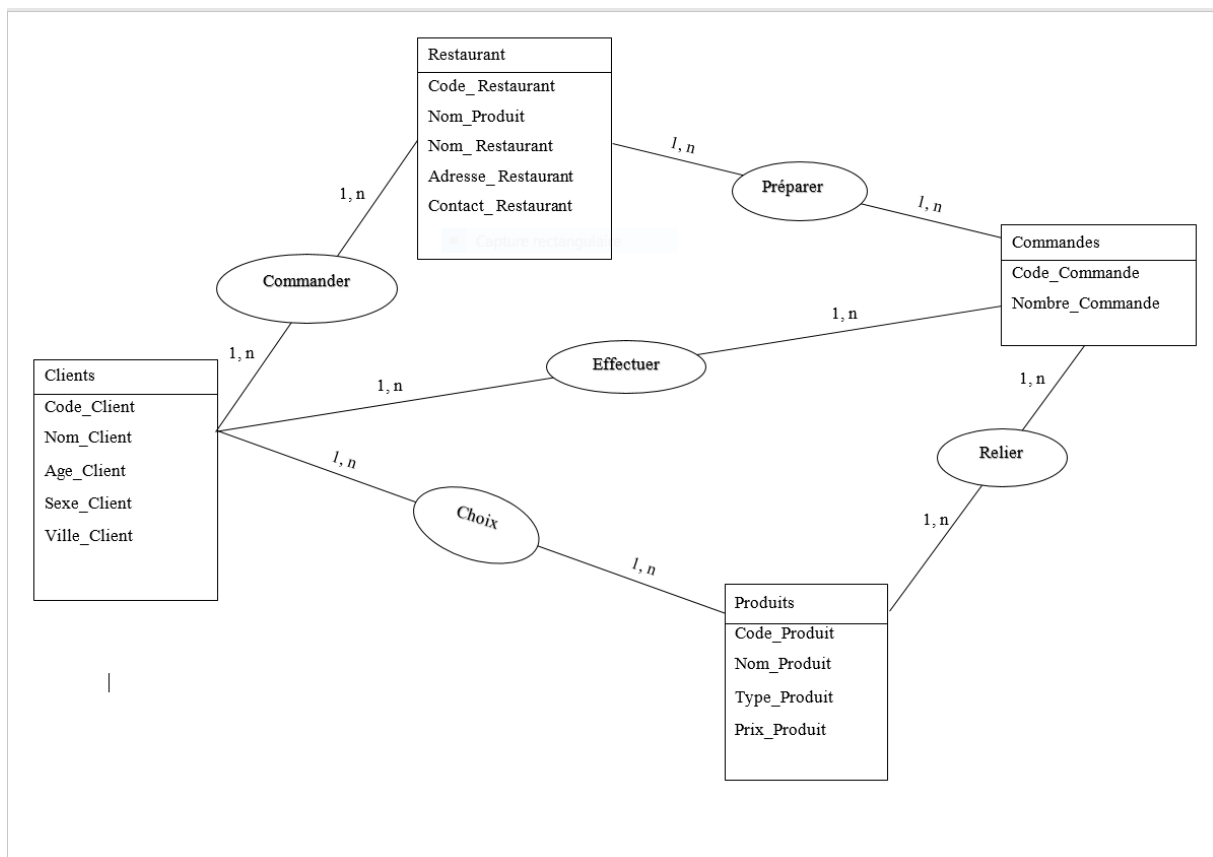 Restaurant
Code_ Restaurant
Nom_Produit
Nom_ Restaurant
Adresse_ Restaurant
Contact_ Restaurant
Capture rectangulaire
1, n
Préparer
1, n
1, n
Commander
1, n
Commandes
Code_Commande
Nombre_Commande
1, n
Effectuer
1, n
Clients
Code_Client
Nom_Client
Age_Client
Sexe_Client
Ville_Client
1, n
Choix
1, n
1, n
Relier
1, n
Produits
Code_Produit
Nom_Produit
Type_Produit
Prix_Produit